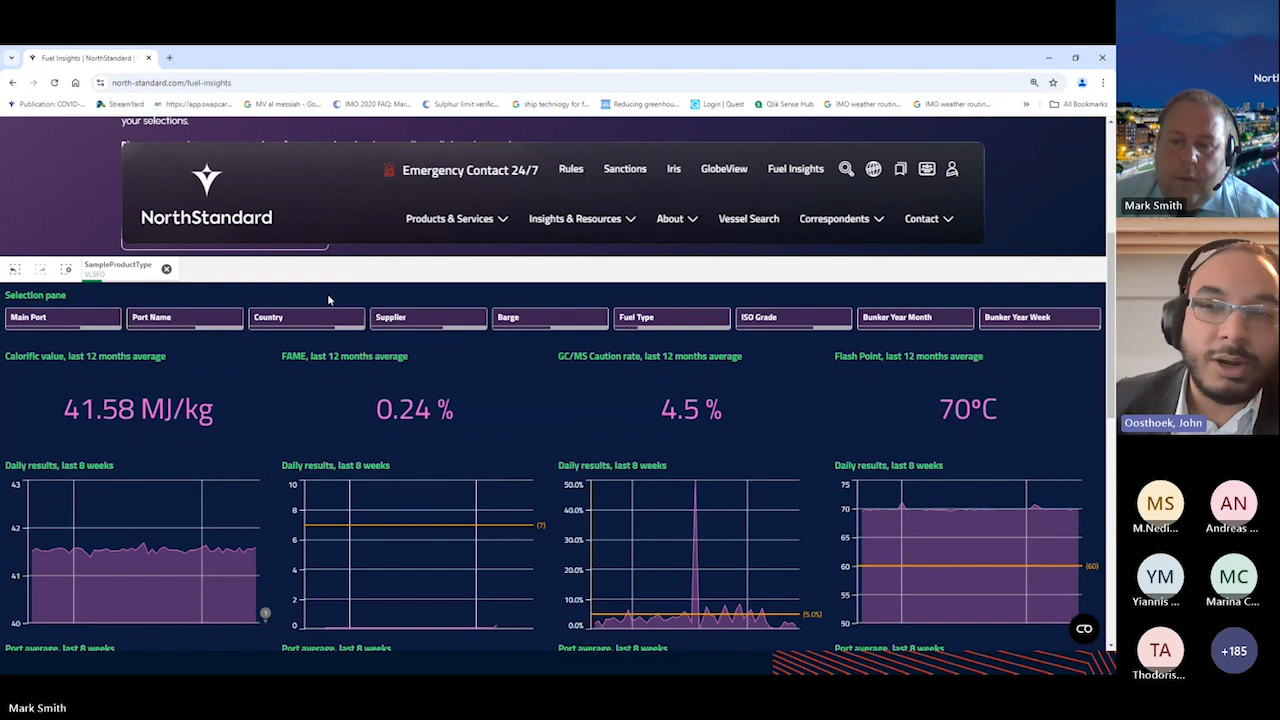 Fuel Insights | NorthStandard |
north-standard.com/fuel-insights
Publication: COVID-... StreamYard https://app.swapcar... MV al messiah - Go... IMO 2020 FAQ; Mar... Sulphur limit verific... ship techniogy for f... Reducing greenhou... Login | Quest Qlik Sense Hub IMO weather routin... IMO weather routin... » All Bookmarks
your selections.
Emergency Contact 24/7 Rules Sanctions Iris GlobeView Fuel Insights
NorthStandard
Products & Services Insights & Resources About Vessel Search Correspondents Contact
SampleProductType
VLSFO
Selection pane
Main Port Port Name Country Supplier Barge Fuel Type ISO Grade Bunker Year Month Bunker Year Week
Calorific value, last 12 months average FAME, last 12 months average GC/MS Caution rate, last 12 months average Flash Point, last 12 months average
41.58 MJ/kg 0.24 % 4.5 % 70°C
Daily results, last 8 weeks Daily results, last 8 weeks Daily results, last 8 weeks Daily results, last 8 weeks
43
42
41
40
1
10
8
6
4
2
0
(7)
50.0%
40.0%
30.0%
20.0%
10.0%
0.0%
(5.0%)
75
70
65
60
55
50
(60)
Port average, last 8 weeks Port average, last 8 weeks Port average, last 8 weeks Port average, last 8 weeks
Nort
Mark Smith
Oosthoek, John
MS AN
M.Nedi... Andreas ...
YM MC
Yiannis ... Marina C...
TA +185
Thodoris...
Mark Smith